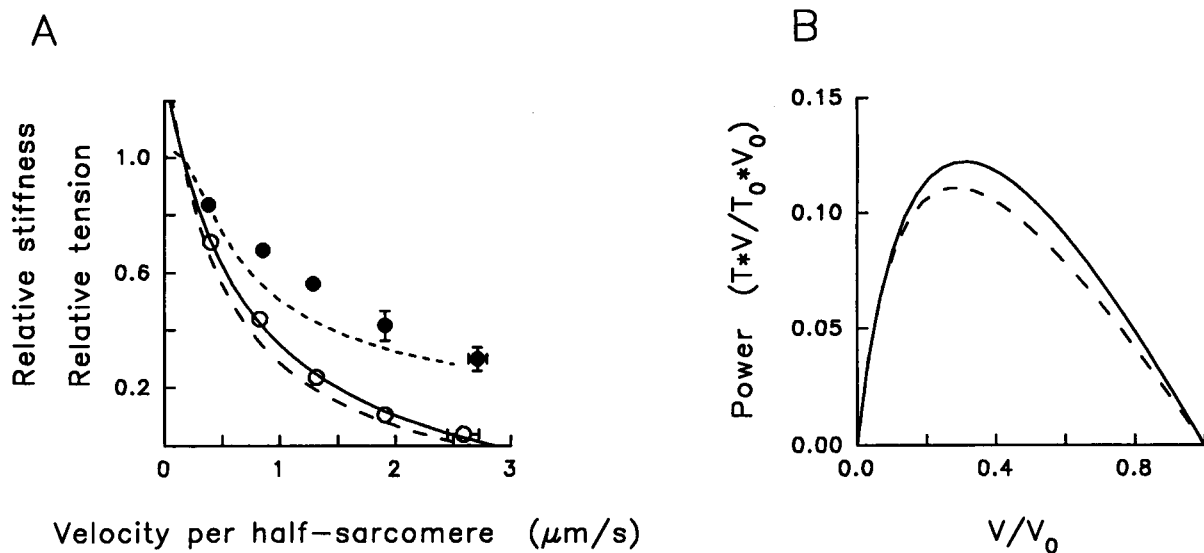 A
Relative stiffness
Relative tension
1.0
0.6
0.2
0
1
2
3
Velocity per half-sarcomere (μm/s)
B
Power (T*V/T₀*V₀)
0.15
0.10
0.05
0.00
0.0
0.4
0.8
V/V₀